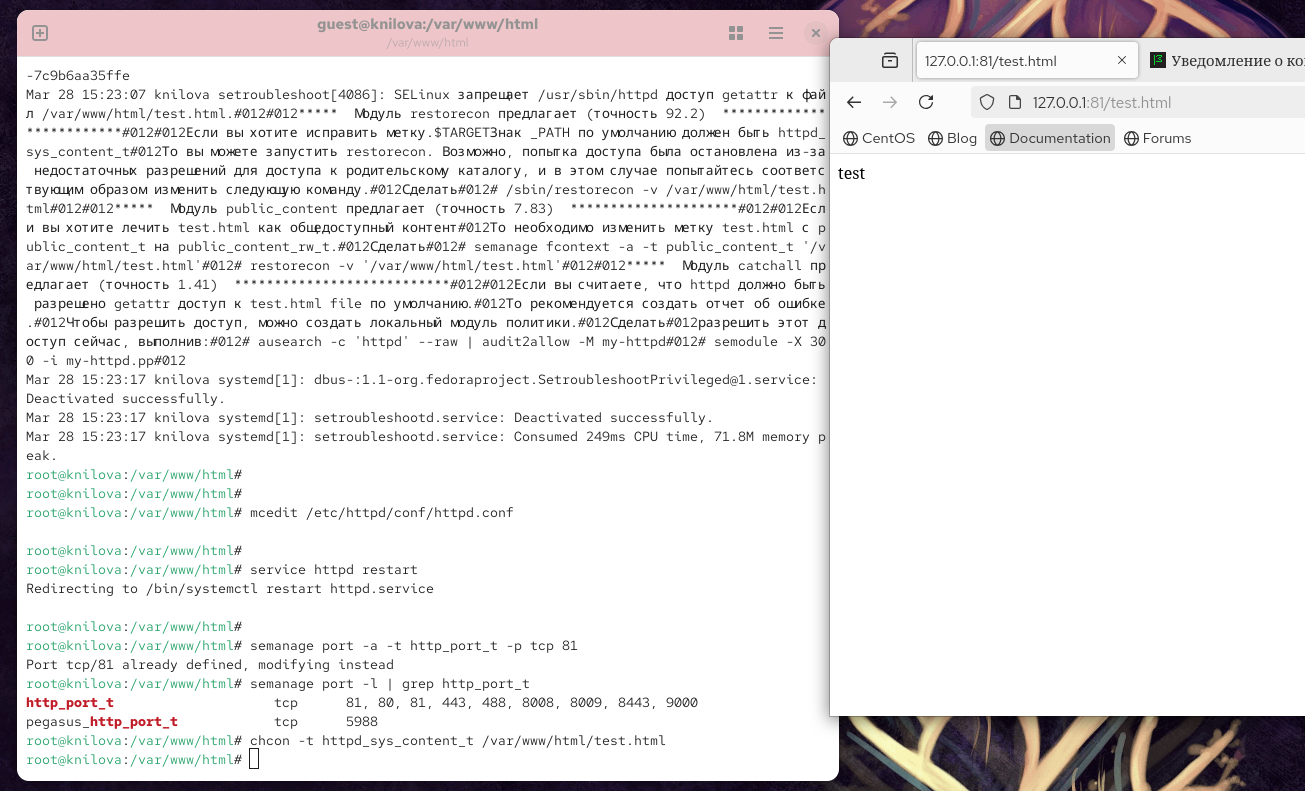 guest@knilova:/var/www/html
/var/www/html
-7c9b6aa35ffe
Mar 28 15:23:07 knilova setroubleshoot[4086]: SELinux запрещает /usr/sbin/httpd доступ getattr к фай
л /var/www/html/test.html.#012#012*****  Модуль restorecon предлагает (точность 92.2)  *************
************#012#012Если вы хотите исправить метку.$TARGETЗнак _PATH по умолчанию должен быть httpd_
sys_content_t#012То вы можете запустить restorecon. Возможно, попытка доступа была остановлена из-за
 недостаточных разрешений для доступа к родительскому каталогу, и в этом случае попытайтесь соответс
твующим образом изменить следующую команду.#012Сделать#012# /sbin/restorecon -v /var/www/html/test.h
tml#012#012*****  Модуль public_content предлагает (точность 7.83)  *********************#012#012Есл
и вы хотите лечить test.html как общедоступный контент#012То необходимо изменить метку test.html с p
ublic_content_t на public_content_rw_t.#012Сделать#012# semanage fcontext -a -t public_content_t '/v
ar/www/html/test.html'#012# restorecon -v '/var/www/html/test.html'#012#012*****  Модуль catchall пр
едлагает (точность 1.41)  ***************************#012#012Если вы считаете, что httpd должно быть
 разрешено getattr доступ к test.html file по умолчанию.#012То рекомендуется создать отчет об ошибке
.#012Чтобы разрешить доступ, можно создать локальный модуль политики.#012Сделать#012разрешить этот д
оступ сейчас, выполнив:#012# ausearch -c 'httpd' --raw | audit2allow -M my-httpd#012# semodule -X 30
0 -i my-httpd.pp#012
Mar 28 15:23:17 knilova systemd[1]: dbus-:1.1-org.fedoraproject.SetroubleshootPrivileged@1.service:
Deactivated successfully.
Mar 28 15:23:17 knilova systemd[1]: setroubleshootd.service: Deactivated successfully.
Mar 28 15:23:17 knilova systemd[1]: setroubleshootd.service: Consumed 249ms CPU time, 71.8M memory p
eak.
root@knilova:/var/www/html#
root@knilova:/var/www/html#
root@knilova:/var/www/html# mcedit /etc/httpd/conf/httpd.conf
root@knilova:/var/www/html#
root@knilova:/var/www/html# service httpd restart
Redirecting to /bin/systemctl restart httpd.service
root@knilova:/var/www/html#
root@knilova:/var/www/html# semanage port -a -t http_port_t -p tcp 81
Port tcp/81 already defined, modifying instead
root@knilova:/var/www/html# semanage port -l | grep http_port_t
http_port_t                    tcp      81, 80, 81, 443, 488, 8008, 8009, 8443, 9000
pegasus_http_port_t            tcp      5988
root@knilova:/var/www/html# chcon -t httpd_sys_content_t /var/www/html/test.html
root@knilova:/var/www/html#
127.0.0.1:81/test.html
Уведомление о ко
127.0.0.1:81/test.html
CentOS Blog Documentation Forums
test